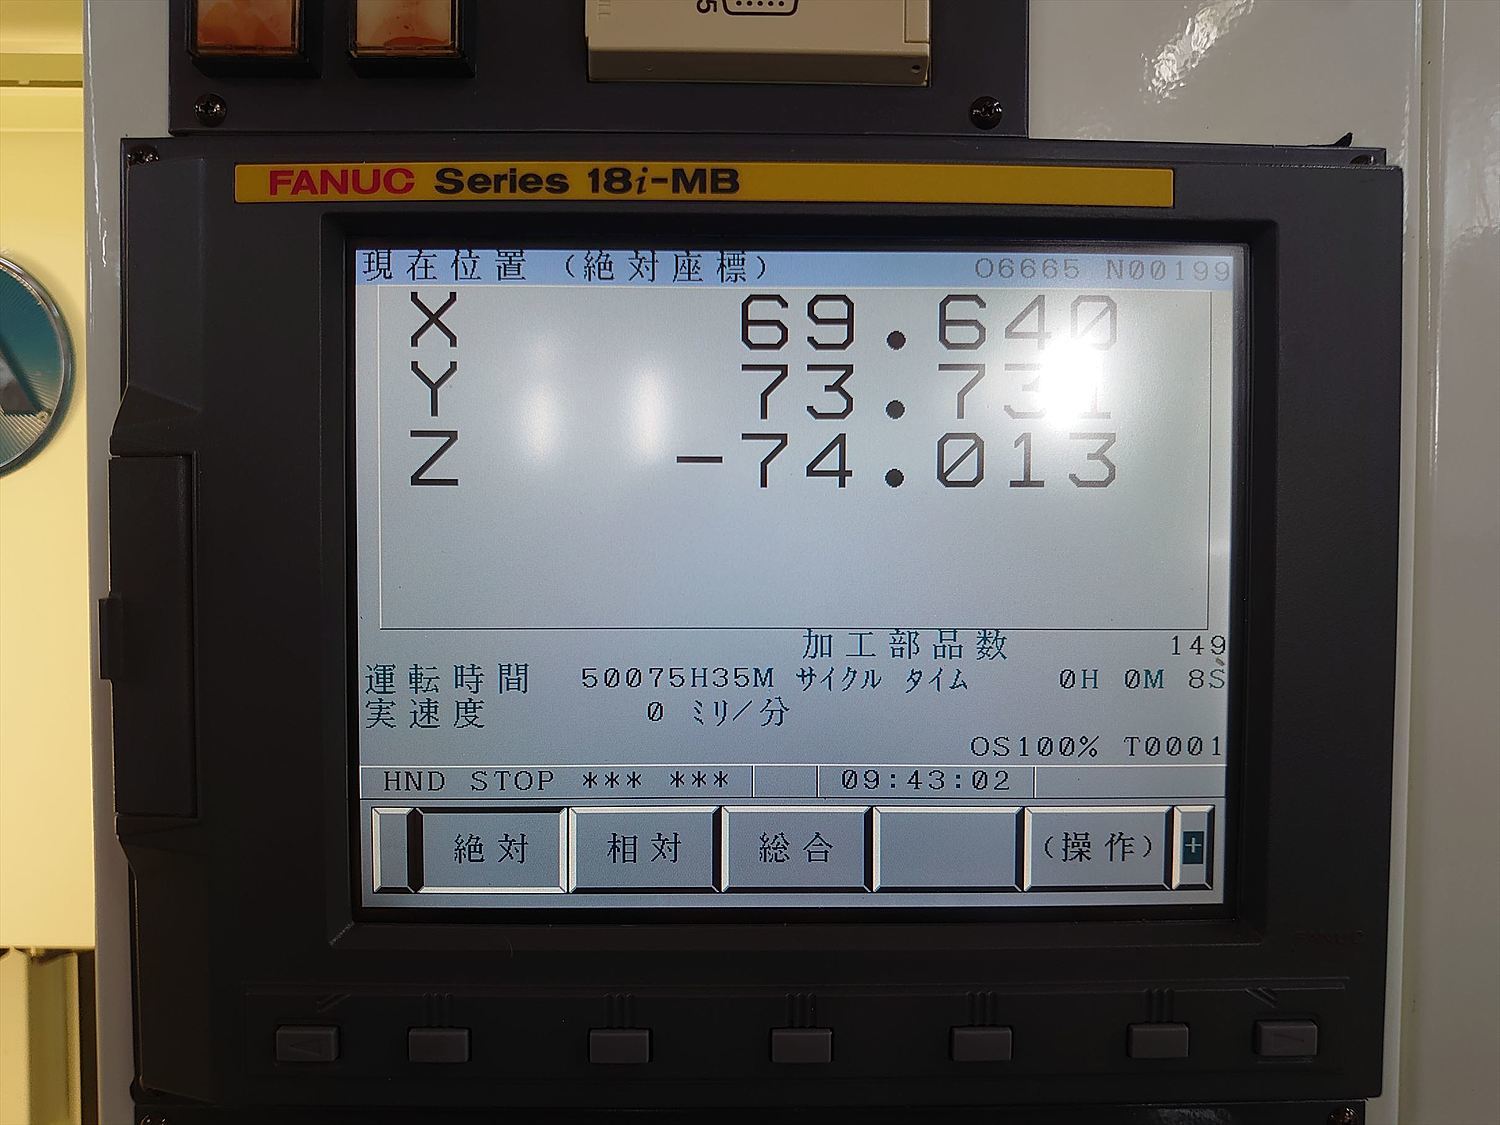 5
FANUC Series 18i-MB
現在位置 (絶対座標) O6665 N00199
X 69.640
Y 73.731
Z -74.013
加工部品数 149
運転時間 50075H35M サイクル タイム 0H 0M 8S
実速度 0 ミリ/分
OS100% T0001
HND STOP *** *** 09:43:02
絶対 相対 総合 (操作) +
FANUC